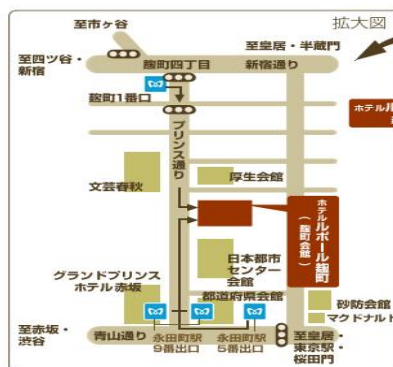 拡大図
至市ヶ谷
至四ツ谷・
新宿
麹町四丁目
新宿通り
至皇居・半蔵門
麹町1番口
プリンス通り
ホテル
文芸春秋
厚生会館
ホテルルポール麹町
(麹町会館)
日本都市
センター
会館
グランドプリンス
ホテル赤坂
都道府県会館
砂防会館
マクドナルド
至赤坂・
渋谷
青山通り
永田町駅
9番出口
永田町駅
5番出口
至皇居・
東京駅・
桜田門